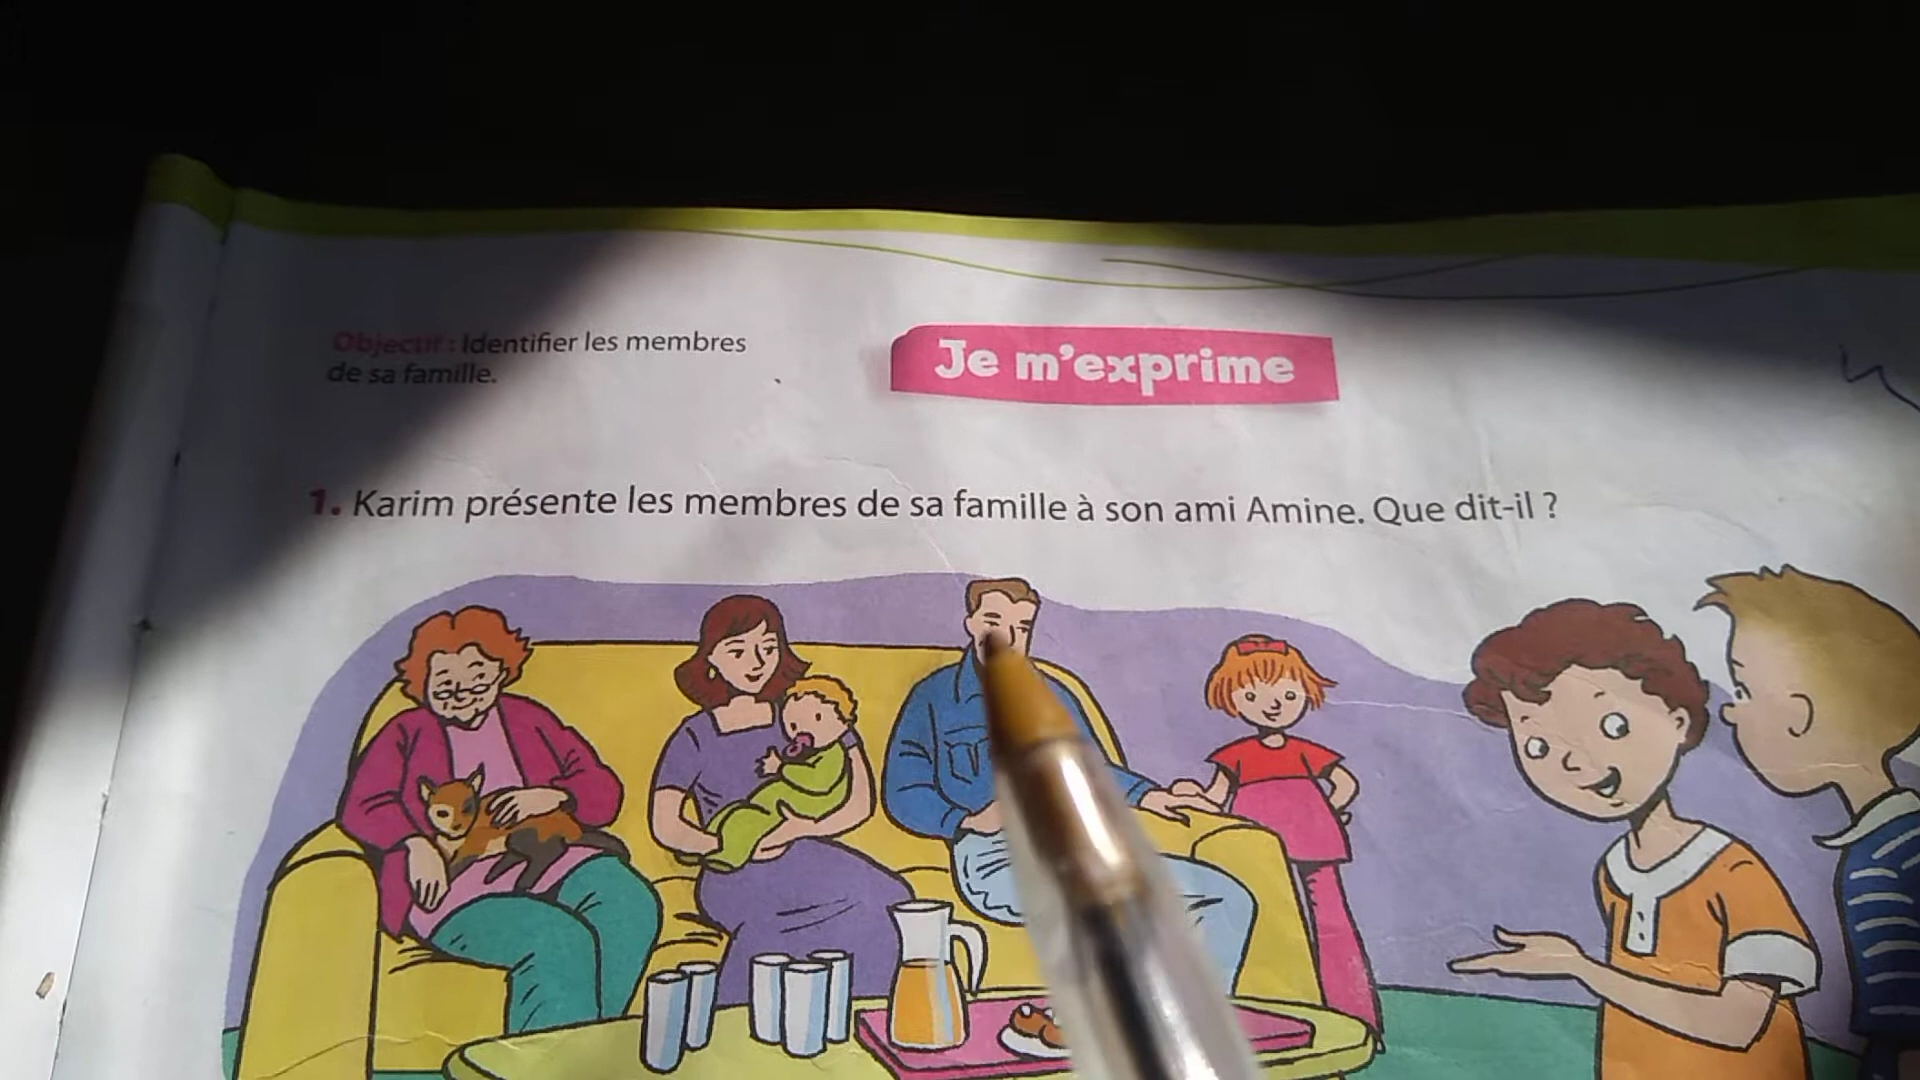 Objectif : Identifier les membres
de sa famille.
Je m'exprime
1. Karim présente les membres de sa famille à son ami Amine. Que dit-il ?